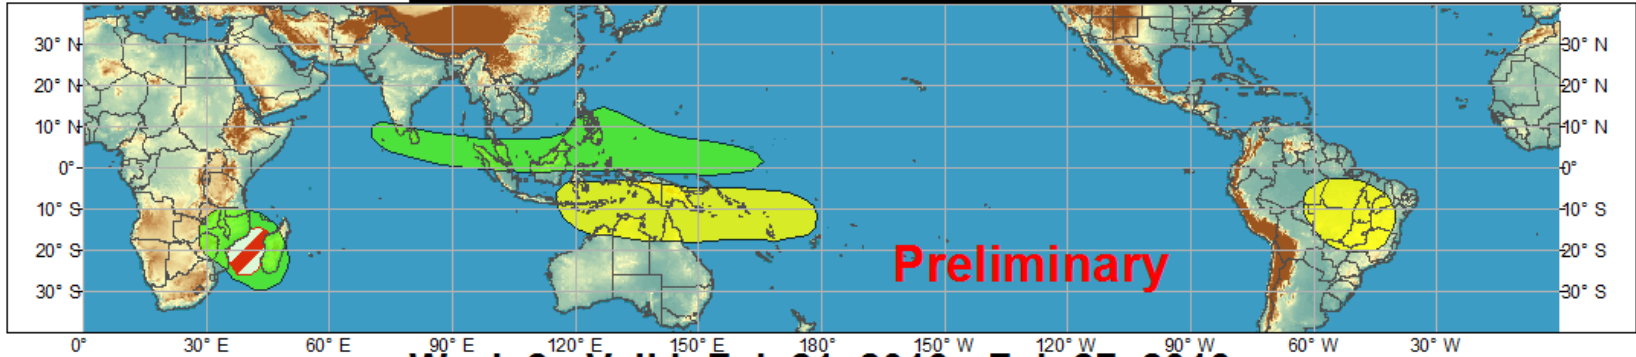 30° N 30° N
20° N 20° N
10° N 10° N
0° 0°
10° S 10° S
20° S 20° S
30° S 30° S
Preliminary
0° 30° E 60° E 90° E 120° E 150° E 180° 150° W 120° W 90° W 60° W 30° W